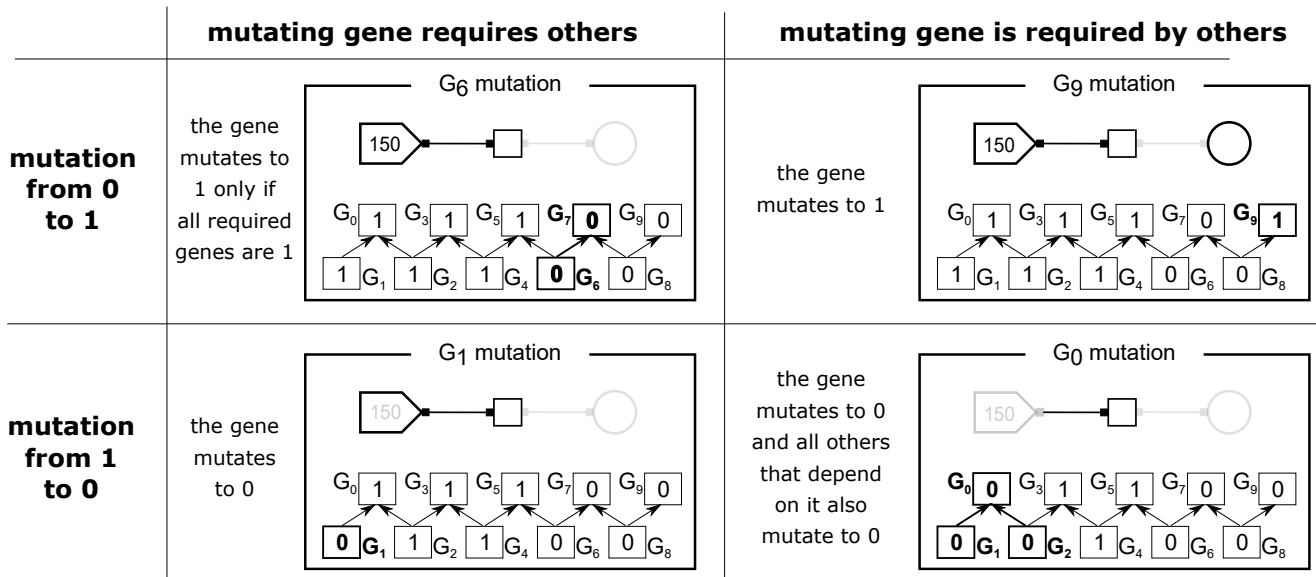 mutating gene requires others
mutating gene is required by others
mutation
from 0
to 1
the gene
mutates to
1 only if
all required
genes are 1
G6 mutation
150
G0 1 G3 1 G5 1 G7 0 G9 0
1 G1 1 G2 1 G4 0 G6 0 G8
the gene
mutates to 1
G9 mutation
150
G0 1 G3 1 G5 1 G7 0 G9 1
1 G1 1 G2 1 G4 0 G6 0 G8
mutation
from 1
to 0
the gene
mutates
to 0
G1 mutation
150
G0 1 G3 1 G5 1 G7 0 G9 0
0 G1 1 G2 1 G4 0 G6 0 G8
the gene
mutates to 0
and all others
that depend
on it also
mutate to 0
G0 mutation
150
G0 0 G3 1 G5 1 G7 0 G9 0
0 G1 0 G2 1 G4 0 G6 0 G8